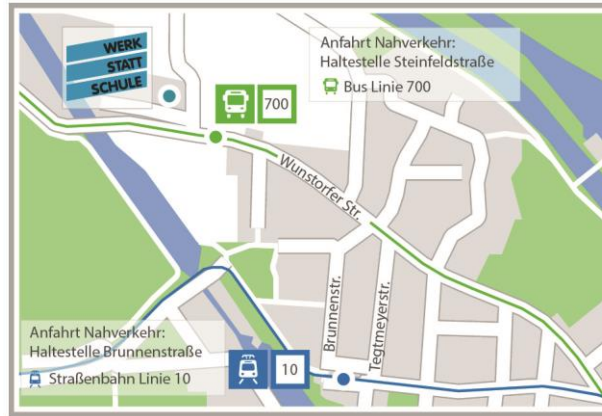 WERK
STATT
SCHULE
Anfahrt Nahverkehr:
Haltestelle Steinfeldstraße
Bus Linie 700
700
Wunstorfer Str.
Brunnenstr.
Tegtmeyerstr.
Anfahrt Nahverkehr:
Haltestelle Brunnenstraße
Straßenbahn Linie 10
10